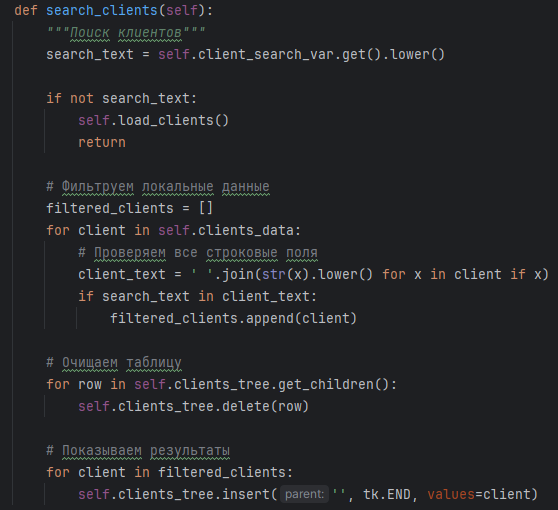 def search_clients(self):
    """Поиск клиентов"""
    search_text = self.client_search_var.get().lower()

    if not search_text:
        self.load_clients()
        return

    # Фильтруем локальные данные
    filtered_clients = []
    for client in self.clients_data:
        # Проверяем все строковые поля
        client_text = ' '.join(str(x).lower() for x in client if x)
        if search_text in client_text:
            filtered_clients.append(client)

    # Очищаем таблицу
    for row in self.clients_tree.get_children():
        self.clients_tree.delete(row)

    # Показываем результаты
    for client in filtered_clients:
        self.clients_tree.insert( parent: '', tk.END, values=client)